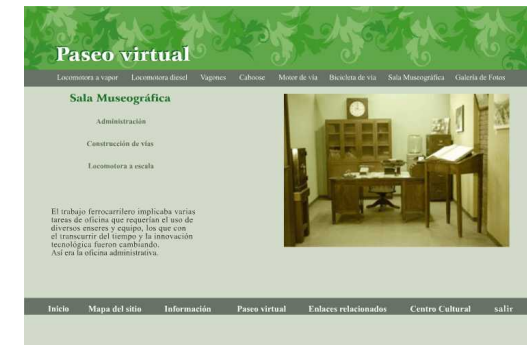 Paseo virtual
Locomotora a vapor Locomotora diesel Vagones Caboose Motor de vía Bicicleta de vía Sala Museográfica Galería de Fotos
Sala Museográfica
Administración
Construcción de vías
Locomotora a escala
El trabajo ferrocarrilero implicaba varias
tareas de oficina que requerían el uso de
diversos enseres y equipo, los que con
el transcurrir del tiempo y la innovación
tecnológica fueron cambiando.
Así era la oficina administrativa.
Inicio Mapa del sitio Información Paseo virtual Enlaces relacionados Centro Cultural salir